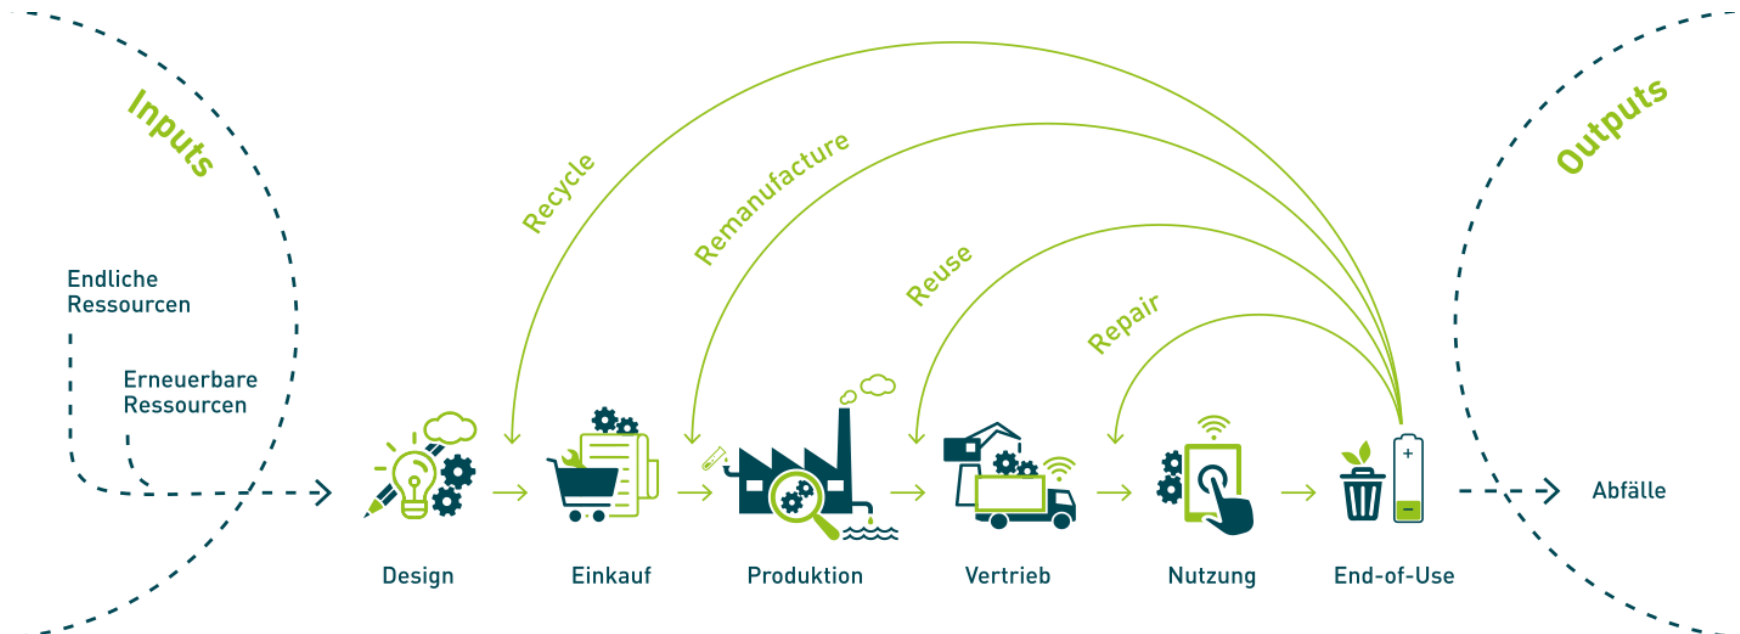 Inputs
Outputs
Recycle
Remanufacture
Reuse
Repair
Endliche
Ressourcen
Erneuerbare
Ressourcen
+
−
Abfälle
Design
Einkauf
Produktion
Vertrieb
Nutzung
End-of-Use